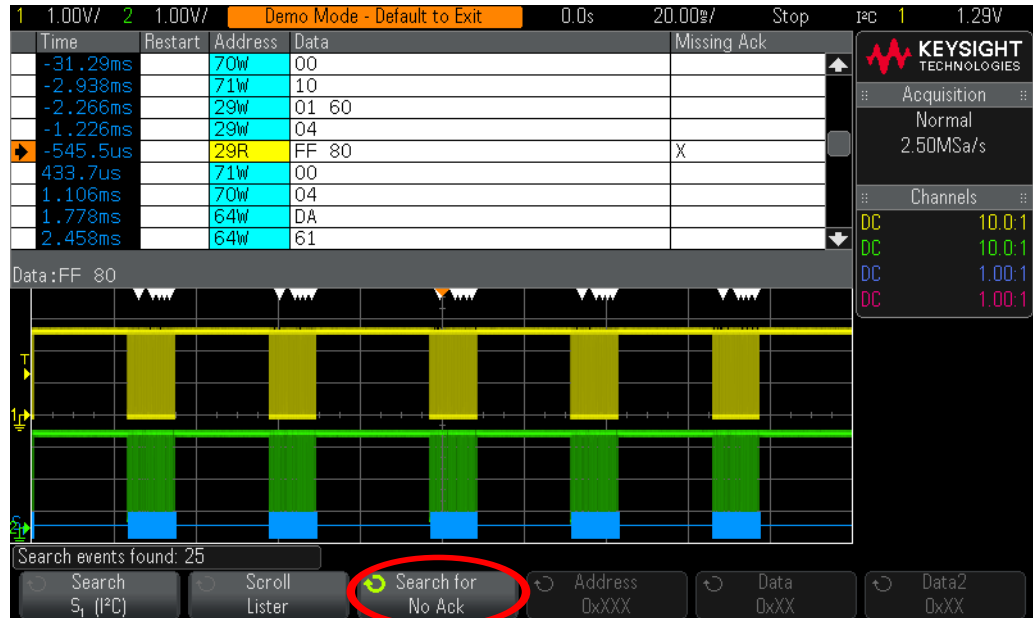 1 1.00V/ 2 1.00V/ Demo Mode - Default to Exit 0.0s 20.00ms/ Stop I²C 1 1.29V
Time Restart Address Data Missing Ack
-31.29ms 70W 00
-2.938ms 71W 10
-2.266ms 29W 01 60
-1.226ms 29W 04
-545.5us 29R FF 80 X
433.7us 71W 00
1.106ms 70W 04
1.778ms 64W DA
2.458ms 64W 61
Data:FF 80
KEYSIGHT
TECHNOLOGIES
Acquisition
Normal
2.50MSa/s
Channels
DC 10.0:1
DC 10.0:1
DC 1.00:1
DC 1.00:1
T
1
2
Search events found: 25
Search
S₁ (I²C)
Scroll
Lister
Search for
No Ack
Address
0xXXX
Data
0xXX
Data2
0xXX